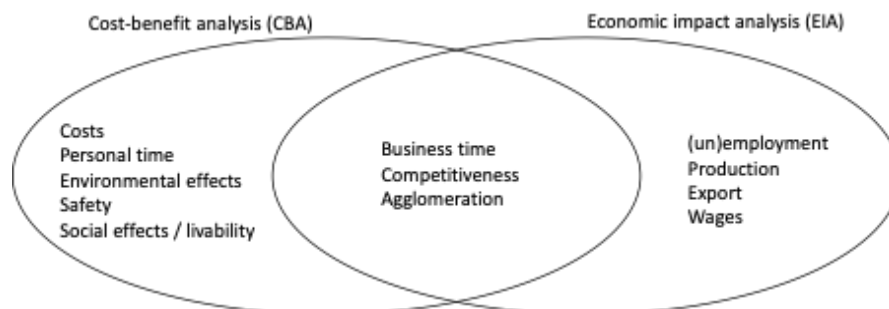 Cost-benefit analysis (CBA)
Economic impact analysis (EIA)
Costs
Personal time
Environmental effects
Safety
Social effects / livability
Business time
Competitiveness
Agglomeration
(un)employment
Production
Export
Wages